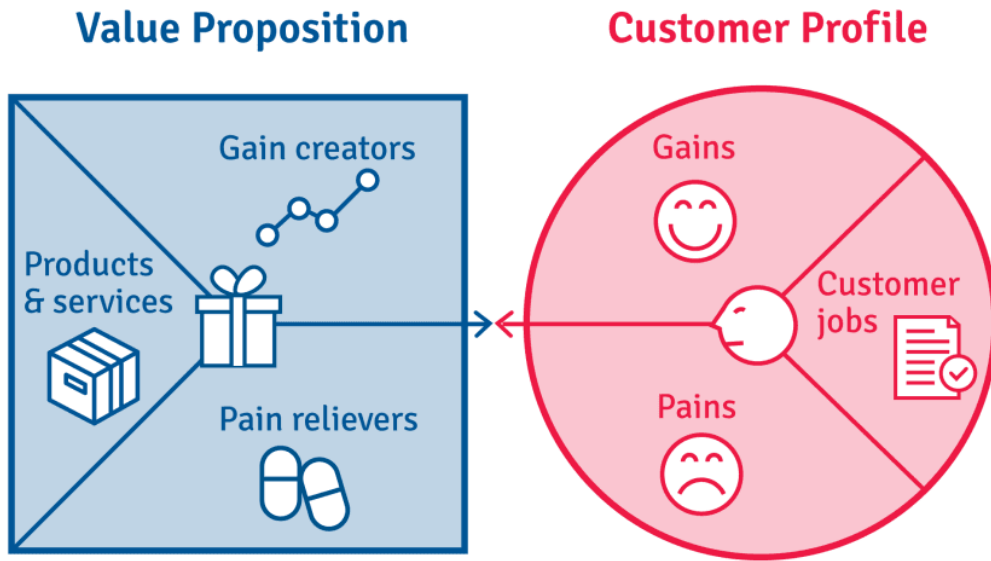 Value Proposition
Customer Profile
Gain creators
Products
& services
Pain relievers
Gains
Customer
jobs
Pains